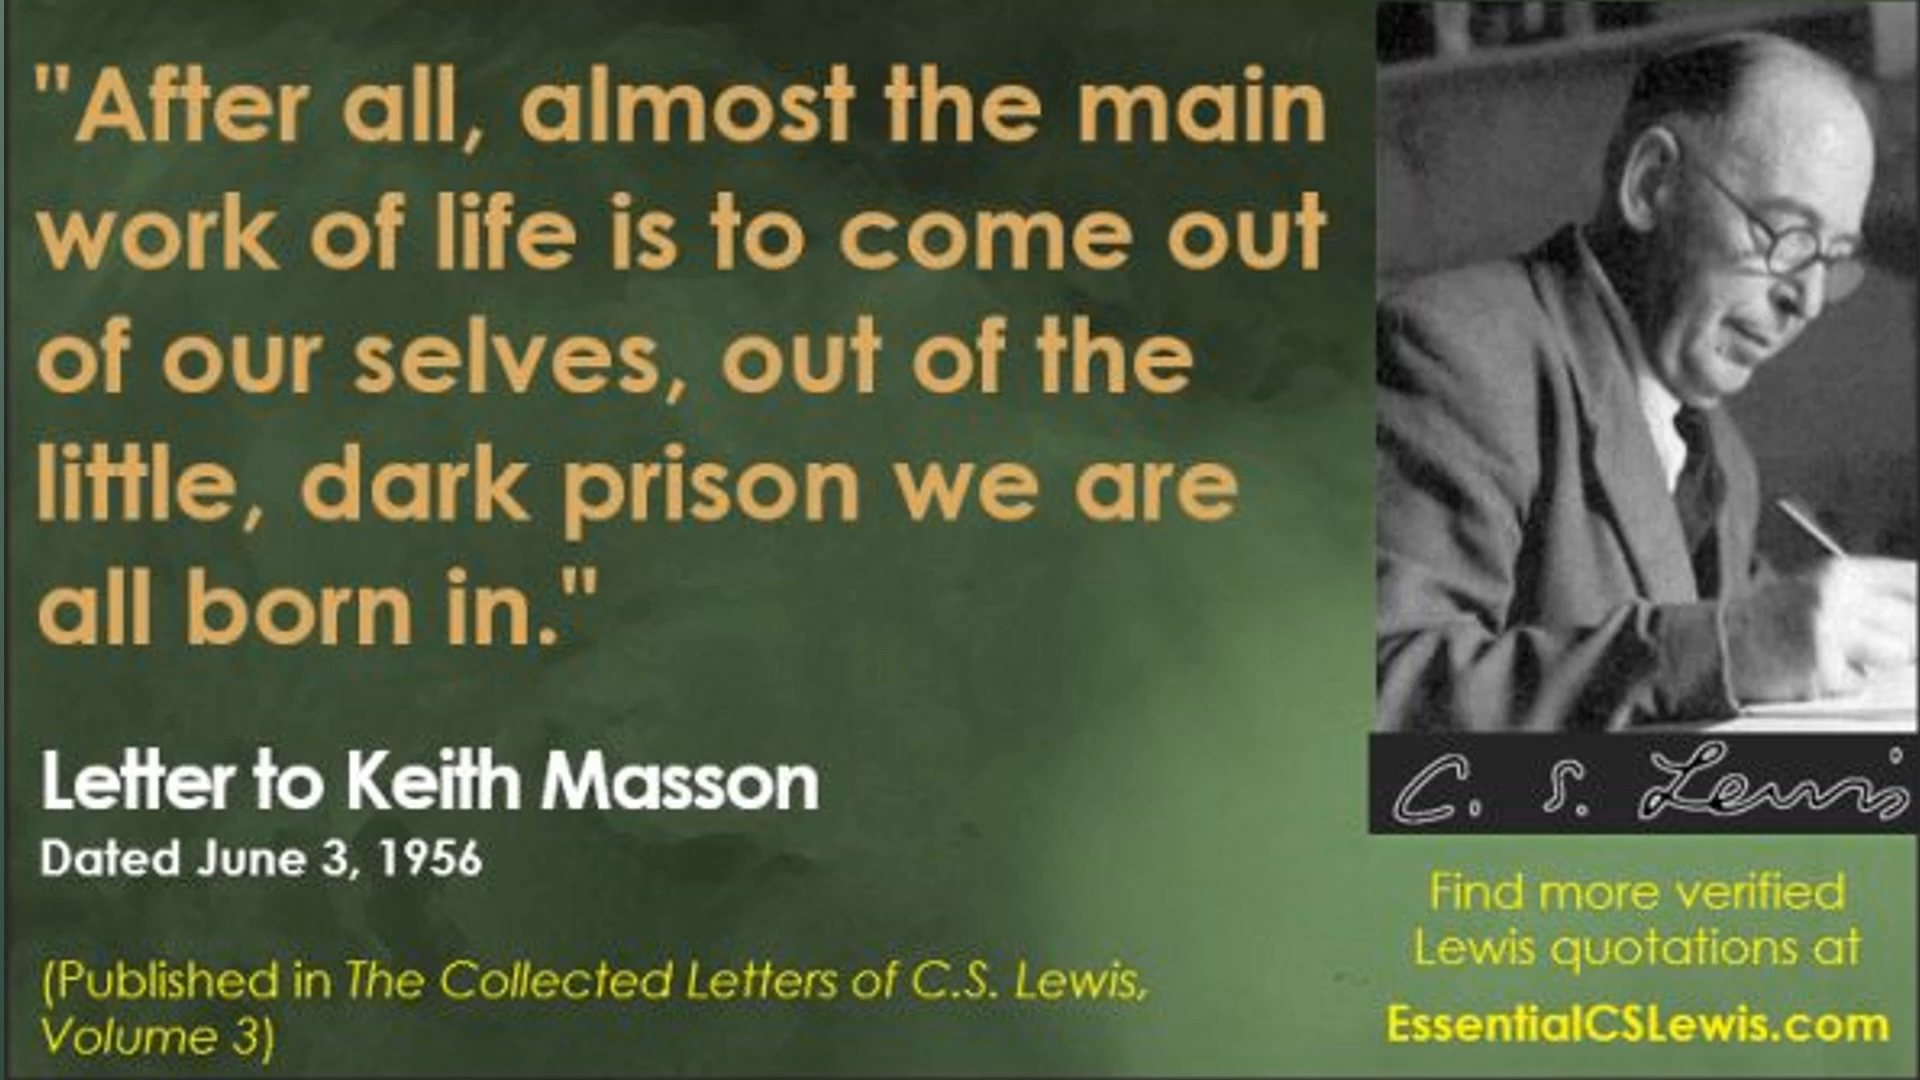 "After all, almost the main
work of life is to come out
of our selves, out of the
little, dark prison we are
all born in."
Letter to Keith Masson
Dated June 3, 1956
(Published in The Collected Letters of C.S. Lewis,
Volume 3)
C. S. Lewis
Find more verified
Lewis quotations at
EssentialCSLewis.com